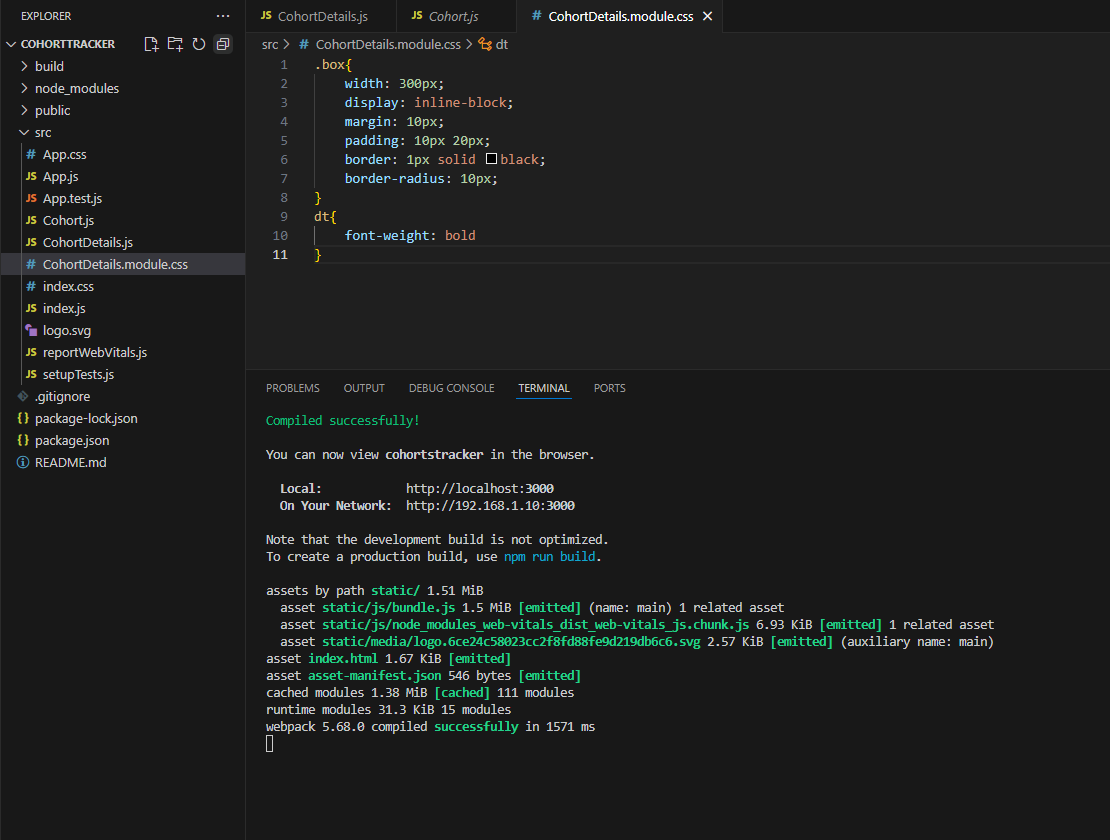 EXPLORER
COHORTTRACKER
build
node_modules
public
src
# App.css
JS App.js
JS App.test.js
JS Cohort.js
JS CohortDetails.js
# CohortDetails.module.css
# index.css
JS index.js
logo.svg
JS reportWebVitals.js
JS setupTests.js
.gitignore
{} package-lock.json
{} package.json
README.md
JS CohortDetails.js
JS Cohort.js
# CohortDetails.module.css
src > # CohortDetails.module.css > dt
1 .box{
2 width: 300px;
3 display: inline-block;
4 margin: 10px;
5 padding: 10px 20px;
6 border: 1px solid black;
7 border-radius: 10px;
8 }
9 dt{
10 font-weight: bold
11 }
PROBLEMS OUTPUT DEBUG CONSOLE TERMINAL PORTS
Compiled successfully!
You can now view cohortstracker in the browser.
Local: http://localhost:3000
On Your Network: http://192.168.1.10:3000
Note that the development build is not optimized.
To create a production build, use npm run build.
assets by path static/ 1.51 MiB
asset static/js/bundle.js 1.5 MiB [emitted] (name: main) 1 related asset
asset static/js/node_modules_web-vitals_dist_web-vitals_js.chunk.js 6.93 KiB [emitted] 1 related asset
asset static/media/logo.6ce24c58023cc2f8fd88fe9d219db6c6.svg 2.57 KiB [emitted] (auxiliary name: main)
asset index.html 1.67 KiB [emitted]
asset asset-manifest.json 546 bytes [emitted]
cached modules 1.38 MiB [cached] 111 modules
runtime modules 31.3 KiB 15 modules
webpack 5.68.0 compiled successfully in 1571 ms